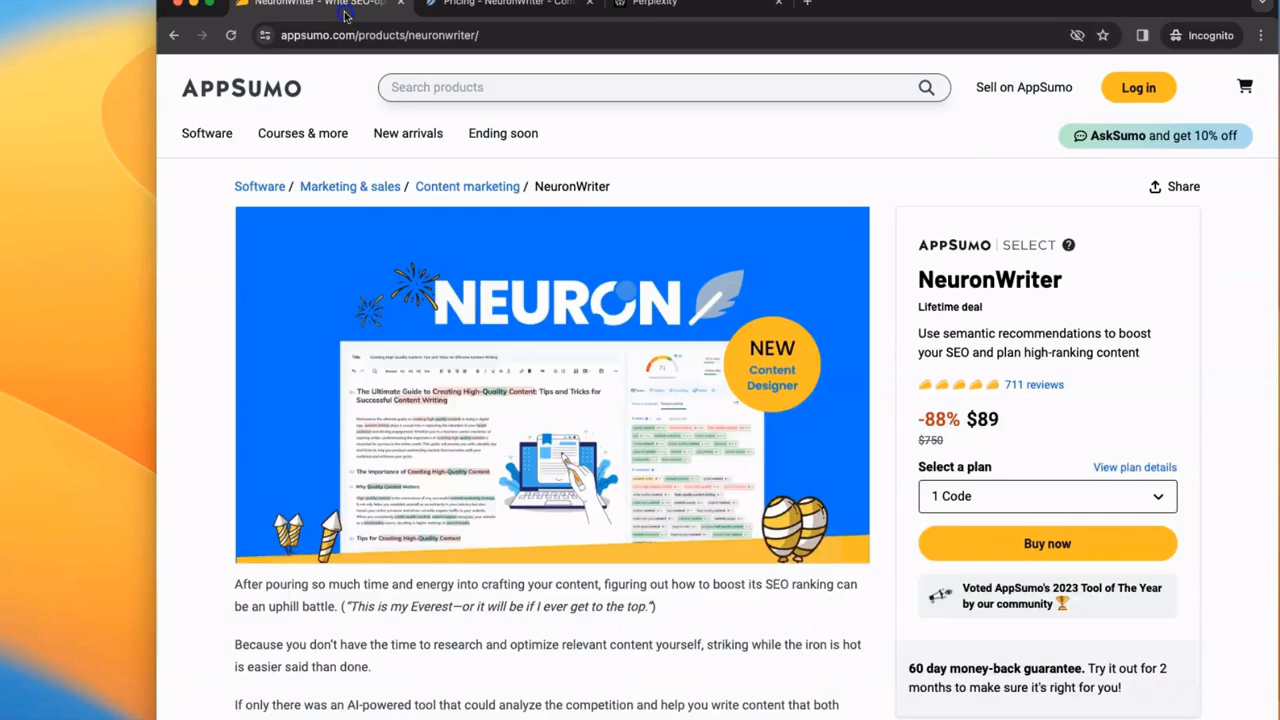 NeuronWriter - Write SEO-op
Pricing - NeuronWriter - Con
Perplexity
appsumo.com/products/neuronwriter/
Incognito
APPSUMO
Search products
Sell on AppSumo
Log in
Software
Courses & more
New arrivals
Ending soon
AskSumo and get 10% off
Software / Marketing & sales / Content marketing / NeuronWriter
Share
NEURON
NEW
Content
Designer
The Ultimate Guide to Creating High-Quality Content: Tips and Tricks for
Successful Content Writing
The Importance of Creating High-Quality Content
Why Quality Content Matters
Tips for Creating High-Quality Content
71
APPSUMO | SELECT
NeuronWriter
Lifetime deal
Use semantic recommendations to boost
your SEO and plan high-ranking content
711 reviews
-88% $89
$750
Select a plan
View plan details
1 Code
Buy now
Voted AppSumo's 2023 Tool of The Year
by our community
60 day money-back guarantee. Try it out for 2
months to make sure it's right for you!
After pouring so much time and energy into crafting your content, figuring out how to boost its SEO ranking can
be an uphill battle. (“This is my Everest—or it will be if I ever get to the top.”)
Because you don’t have the time to research and optimize relevant content yourself, striking while the iron is hot
is easier said than done.
If only there was an AI-powered tool that could analyze the competition and help you write content that both